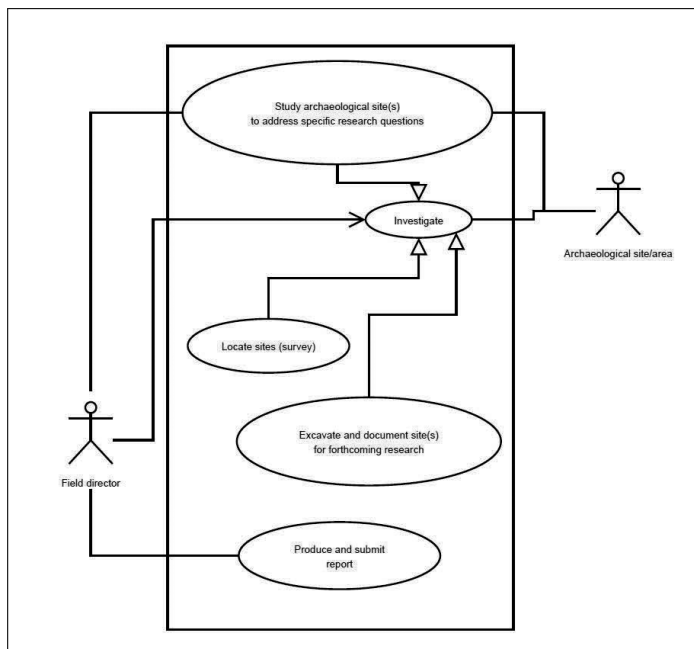 Study archaeological site(s)
to address specific research questions
Investigate
Archaeological site/area
Locate sites (survey)
Excavate and document site(s)
for forthcoming research
Field director
Produce and submit
report